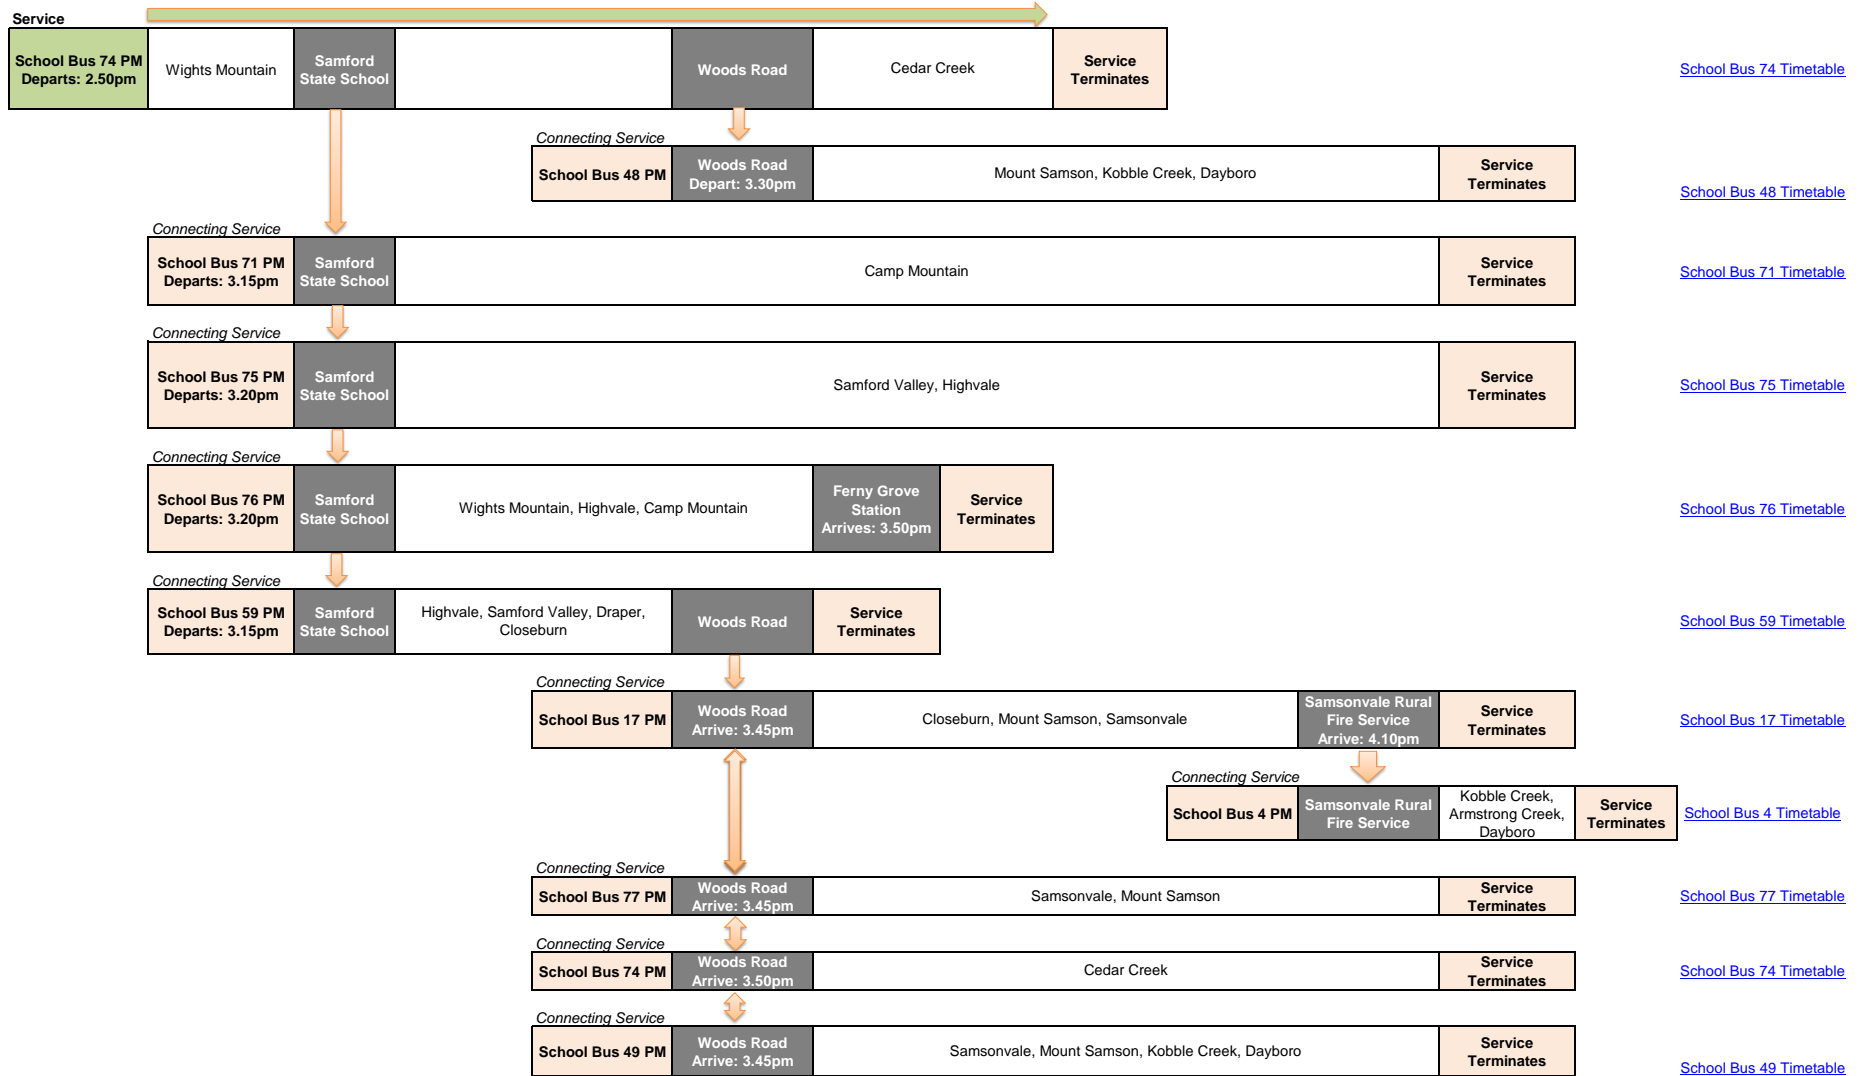 Service
School Bus 74 PM
Departs: 2.50pm
Wights Mountain
Samford
State School
Woods Road
Cedar Creek
Service
Terminates
School Bus 74 Timetable
Connecting Service
School Bus 48 PM
Woods Road
Depart: 3.30pm
Mount Samson, Kobble Creek, Dayboro
Service
Terminates
School Bus 48 Timetable
Connecting Service
School Bus 71 PM
Departs: 3.15pm
Samford
State School
Camp Mountain
Service
Terminates
School Bus 71 Timetable
Connecting Service
School Bus 75 PM
Departs: 3.20pm
Samford
State School
Samford Valley, Highvale
Service
Terminates
School Bus 75 Timetable
Connecting Service
School Bus 76 PM
Departs: 3.20pm
Samford
State School
Wights Mountain, Highvale, Camp Mountain
Ferny Grove
Station
Arrives: 3.50pm
Service
Terminates
School Bus 76 Timetable
Connecting Service
School Bus 59 PM
Departs: 3.15pm
Samford
State School
Highvale, Samford Valley, Draper,
Closeburn
Woods Road
Service
Terminates
School Bus 59 Timetable
Connecting Service
School Bus 17 PM
Woods Road
Arrive: 3.45pm
Closeburn, Mount Samson, Samsonvale
Samsonvale Rural
Fire Service
Arrive: 4.10pm
Service
Terminates
School Bus 17 Timetable
Connecting Service
School Bus 4 PM
Samsonvale Rural
Fire Service
Kobble Creek,
Armstrong Creek,
Dayboro
Service
Terminates
School Bus 4 Timetable
Connecting Service
School Bus 77 PM
Woods Road
Arrive: 3.45pm
Samsonvale, Mount Samson
Service
Terminates
School Bus 77 Timetable
Connecting Service
School Bus 74 PM
Woods Road
Arrive: 3.50pm
Cedar Creek
Service
Terminates
School Bus 74 Timetable
Connecting Service
School Bus 49 PM
Woods Road
Arrive: 3.45pm
Samsonvale, Mount Samson, Kobble Creek, Dayboro
Service
Terminates
School Bus 49 Timetable